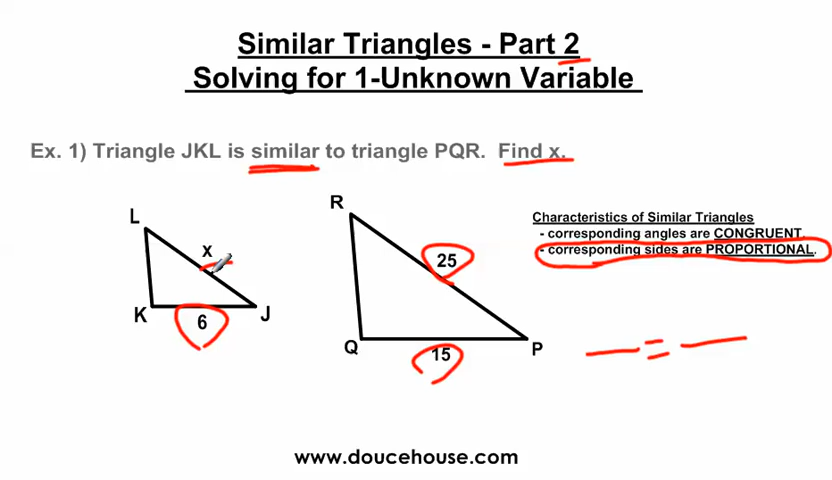 Similar Triangles - Part 2
Solving for 1-Unknown Variable
Ex. 1) Triangle JKL is similar to triangle PQR. Find x.
L
x
K
6
J
R
25
Q
15
P
Characteristics of Similar Triangles
- corresponding angles are CONGRUENT.
- corresponding sides are PROPORTIONAL.
=
www.doucehouse.com